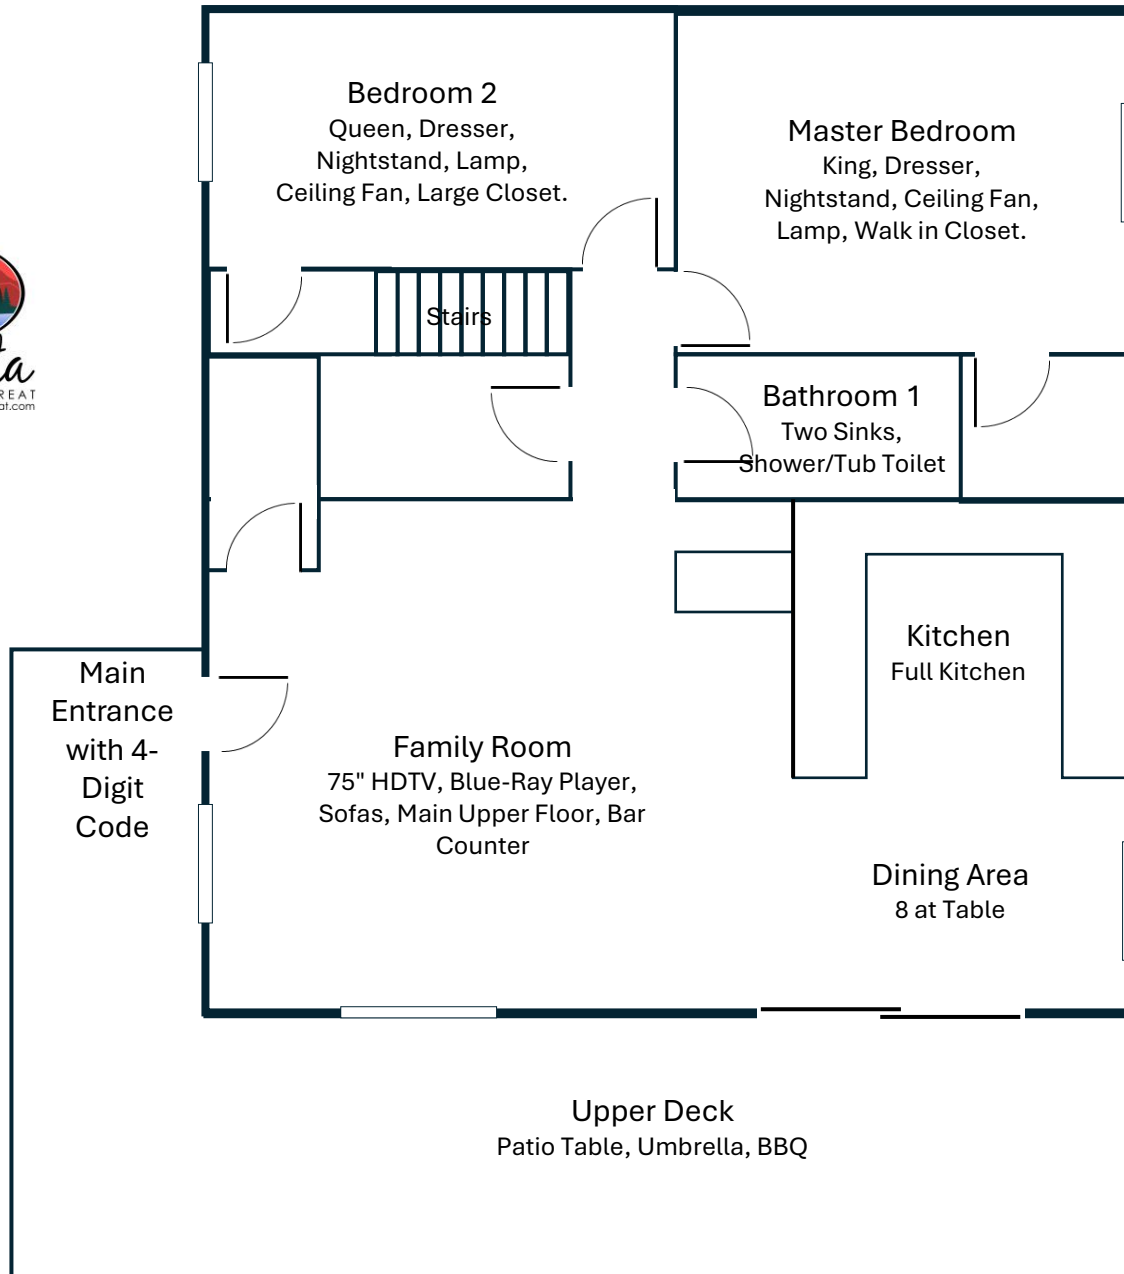 Bedroom 2
Queen, Dresser,
Nightstand, Lamp,
Ceiling Fan, Large Closet.
Master Bedroom
King, Dresser,
Nightstand, Ceiling Fan,
Lamp, Walk in Closet.
Stairs
Bathroom 1
Two Sinks,
Shower/Tub Toilet
Kitchen
Full Kitchen
Main
Entrance
with 4-
Digit
Code
Family Room
75" HDTV, Blue-Ray Player,
Sofas, Main Upper Floor, Bar
Counter
Dining Area
8 at Table
Upper Deck
Patio Table, Umbrella, BBQ